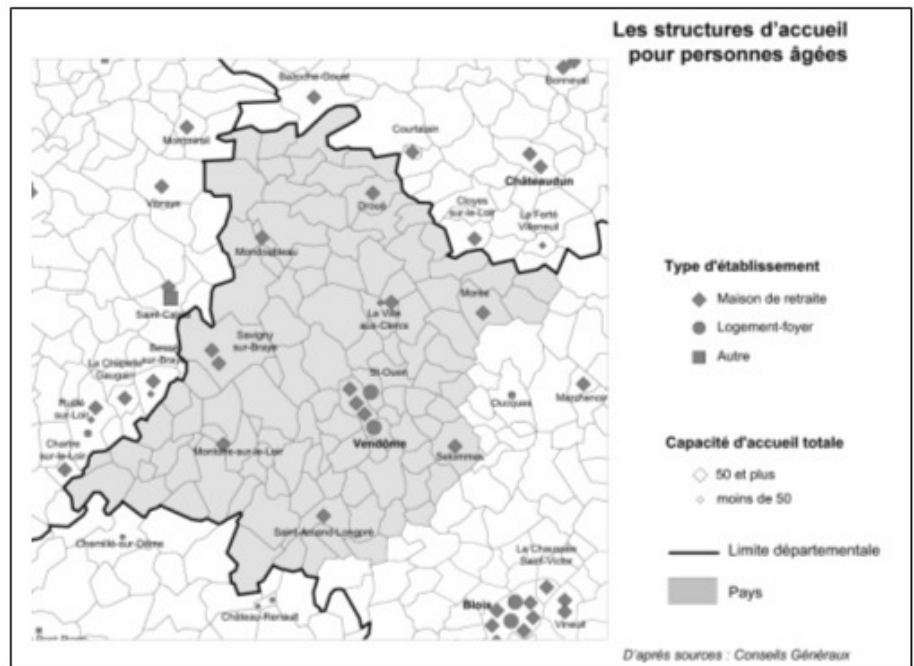 Les structures d'accueil
pour personnes âgées
Bonneval
Courtalain
Montmirail
Châteaudun
Vibraye
Droué
Cloyes
sur-le-Loir
La Ferté
Villeneuil
Mondoubleau
Morée
La Ville
aux-Clercs
Saint-Calais
Savigny
sur-Braye
Bessé
sur-Braye
La Chapelle
Gaugain
St-Ouen
Oucques
Marchenoir
Ruillé
sur-Loir
Chartre
sur-le-Loir
Vendôme
Montoire-sur-le-Loir
Selommes
Saint-Amand-Longpré
Chemillé-sur-Dême
La Chaussée
Saint-Victor
Château-Renault
Blois
Vineuil
Type d'établissement
Maison de retraite
Logement-foyer
Autre
Capacité d'accueil totale
50 et plus
moins de 50
Limite départementale
Pays
D'après sources : Conseils Généraux